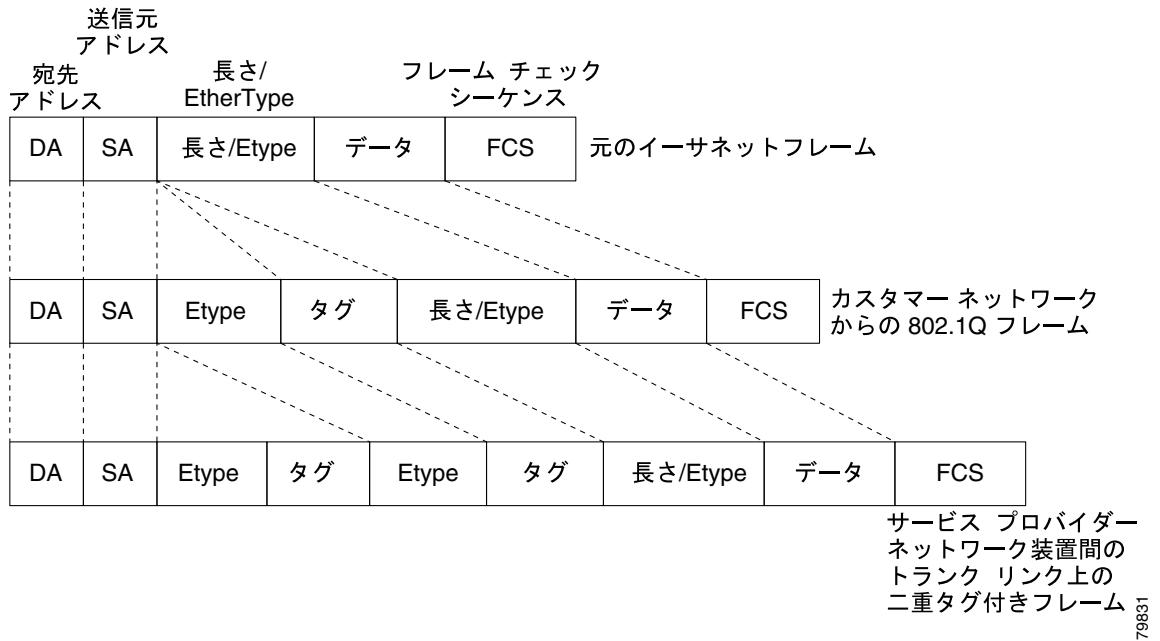 送信元
アドレス
宛先
アドレス
長さ/
EtherType
フレーム チェック
シーケンス
DA SA 長さ/Etype データ FCS 元のイーサネットフレーム
DA SA Etype タグ 長さ/Etype データ FCS カスタマー ネットワーク
からの 802.1Q フレーム
DA SA Etype タグ Etype タグ 長さ/Etype データ FCS
サービス プロバイダー
ネットワーク装置間の
トランク リンク上の
二重タグ付きフレーム
79831